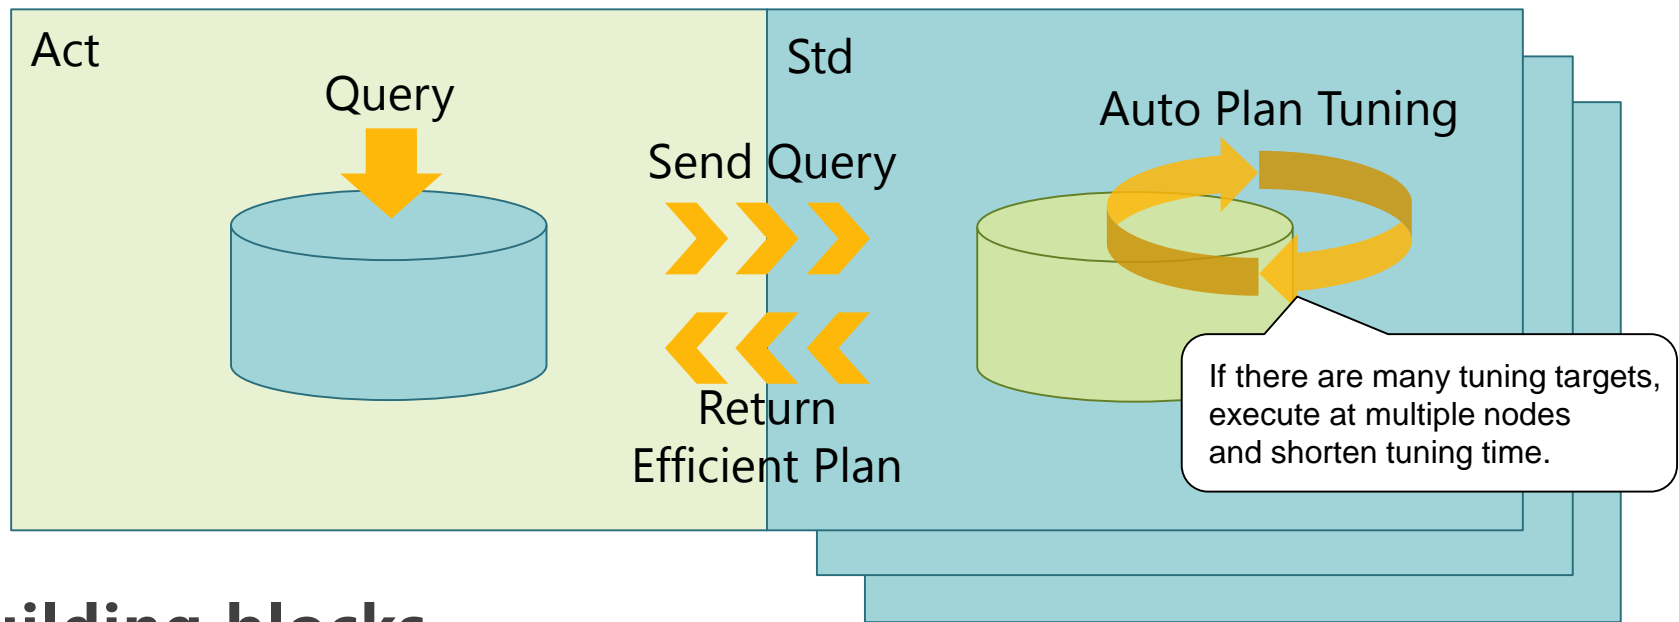 Act
Query
Send Query
Return
Efficient Plan
Std
Auto Plan Tuning
If there are many tuning targets,
execute at multiple nodes
and shorten tuning time.
blocks